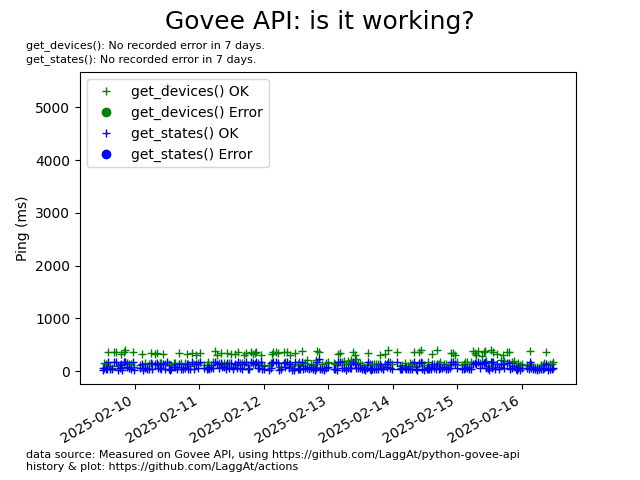 Govee API: is it working?
get_devices(): No recorded error in 7 days.
get_states(): No recorded error in 7 days.
get_devices() OK
get_devices() Error
get_states() OK
get_states() Error
Ping (ms)
5000
4000
3000
2000
1000
0
2025-02-10
2025-02-11
2025-02-12
2025-02-13
2025-02-14
2025-02-15
2025-02-16
data source: Measured on Govee API, using https://github.com/LaggAt/python-govee-api
history & plot: https://github.com/LaggAt/actions